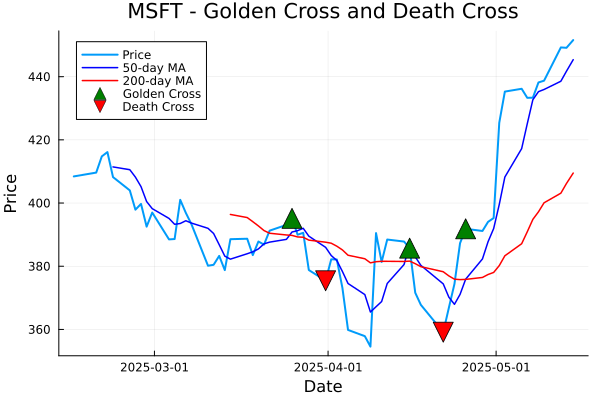 MSFT - Golden Cross and Death Cross
Price
50-day MA
200-day MA
Golden Cross
Death Cross
Price
440
420
400
380
360
2025-03-01
2025-04-01
2025-05-01
Date